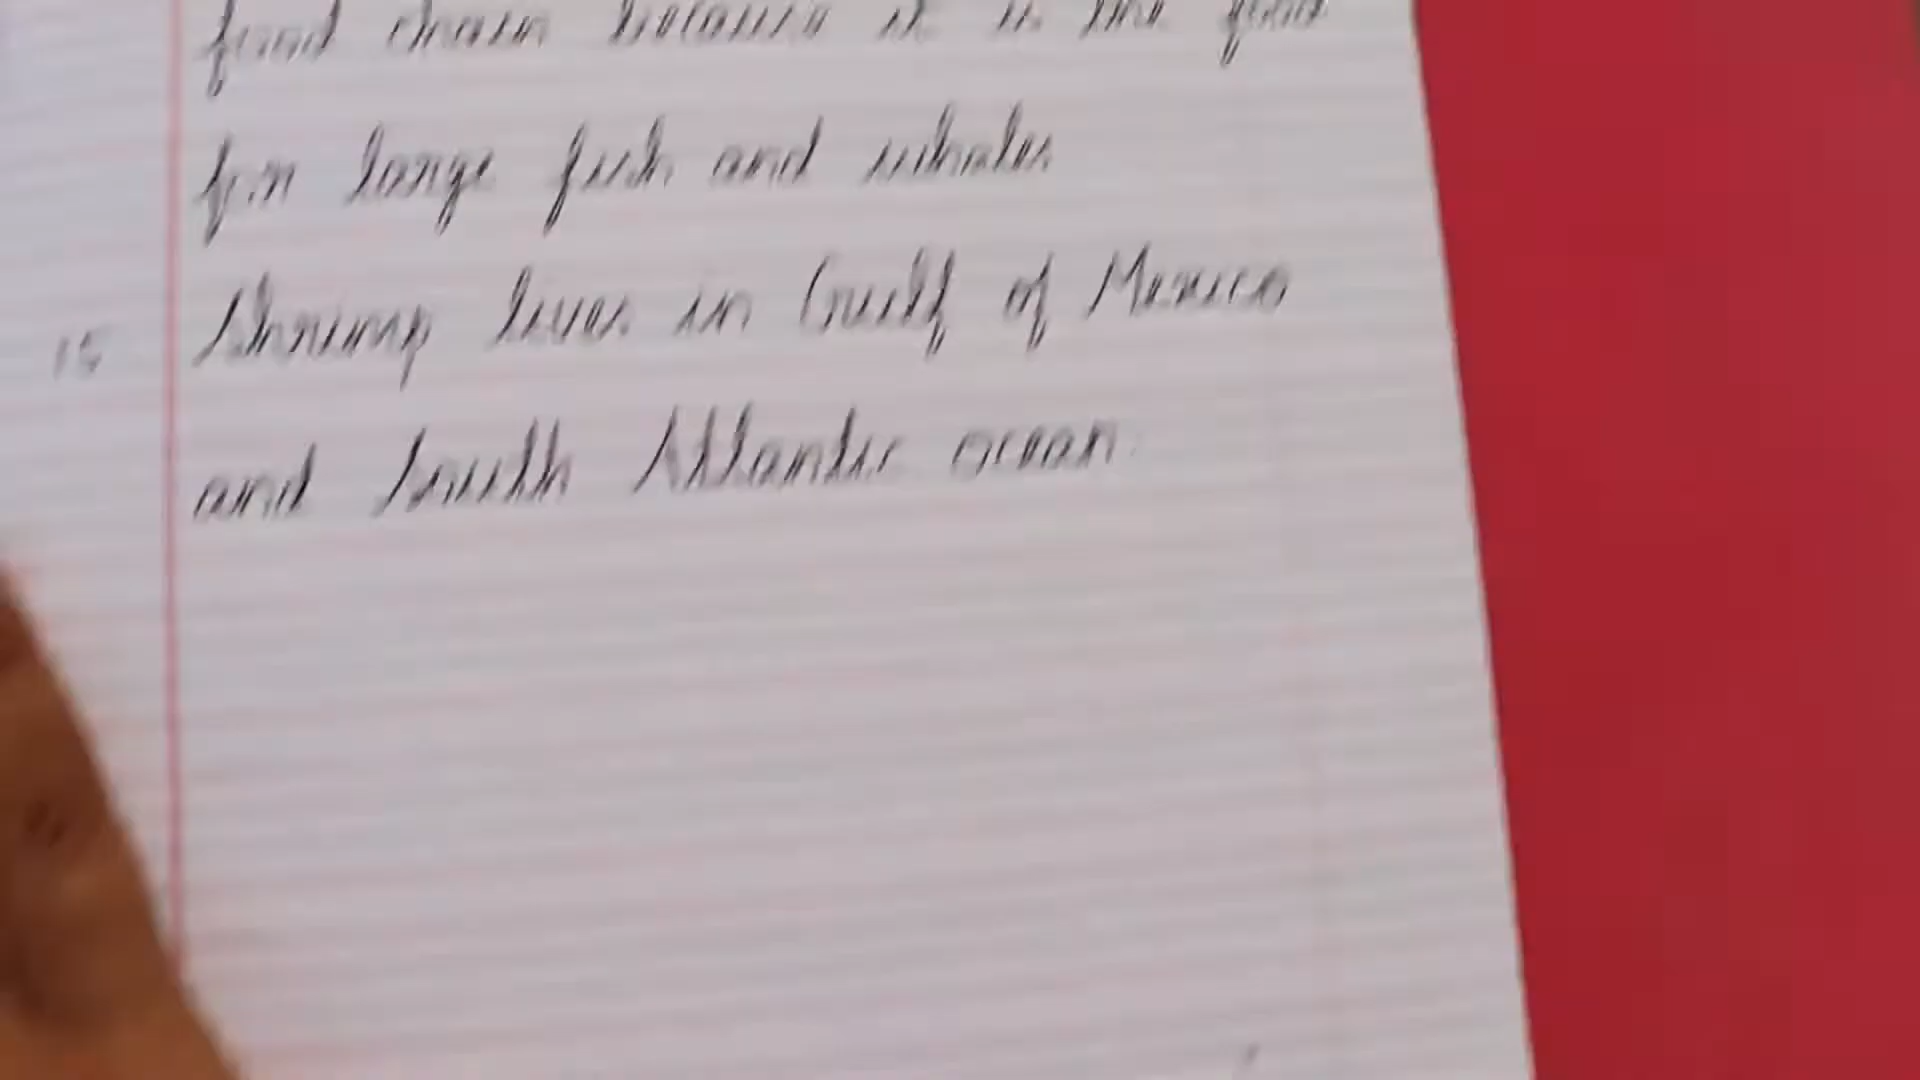 food chain because it is the food
for large fish and whales
15 Shrimp lives in Gulf of Mexico
and South Atlantic ocean.